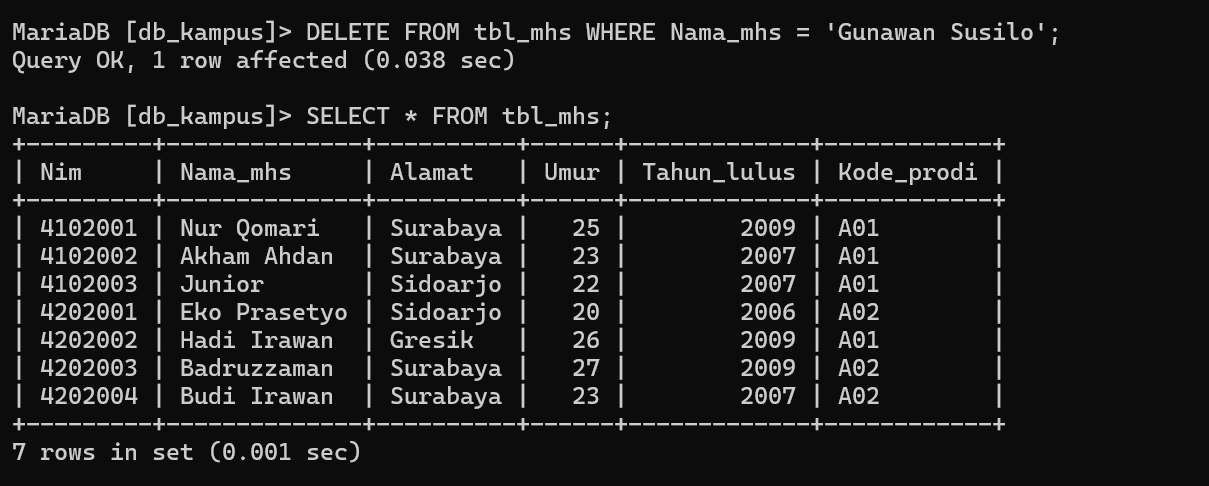 MariaDB [db_kampus]> DELETE FROM tbl_mhs WHERE Nama_mhs = 'Gunawan Susilo';
Query OK, 1 row affected (0.038 sec)

MariaDB [db_kampus]> SELECT * FROM tbl_mhs;
+---------+--------------+----------+------+-------------+------------+
| Nim     | Nama_mhs     | Alamat   | Umur | Tahun_lulus | Kode_prodi |
+---------+--------------+----------+------+-------------+------------+
| 4102001 | Nur Qomari   | Surabaya |   25 |        2009 | A01        |
| 4102002 | Akham Ahdan  | Surabaya |   23 |        2007 | A01        |
| 4102003 | Junior       | Sidoarjo |   22 |        2007 | A01        |
| 4202001 | Eko Prasetyo | Sidoarjo |   20 |        2006 | A02        |
| 4202002 | Hadi Irawan  | Gresik   |   26 |        2009 | A01        |
| 4202003 | Badruzzaman  | Surabaya |   27 |        2009 | A02        |
| 4202004 | Budi Irawan  | Surabaya |   23 |        2007 | A02        |
+---------+--------------+----------+------+-------------+------------+
7 rows in set (0.001 sec)